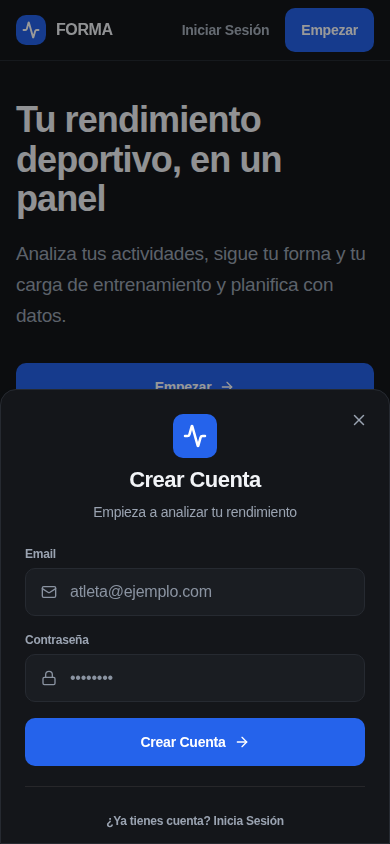 FORMA
Iniciar Sesión
Empezar
Tu rendimiento
deportivo, en un
panel
Analiza tus actividades, sigue tu forma y tu
carga de entrenamiento y planifica con
datos.
Empezar →
Crear Cuenta
Empieza a analizar tu rendimiento
Email
atleta@ejemplo.com
Contraseña
••••••••
Crear Cuenta →
¿Ya tienes cuenta? Inicia Sesión